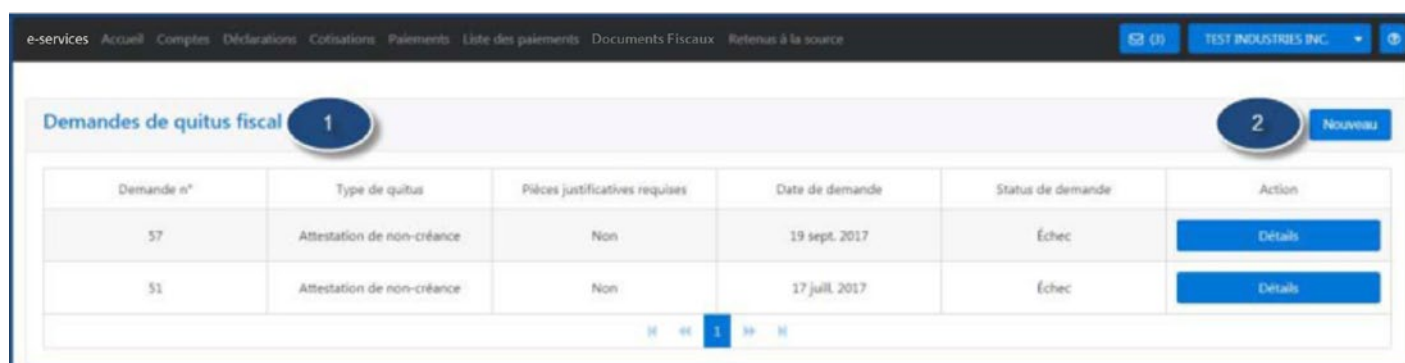 e-services Accueil Comptes Déclarations Cotisations Paiements Liste des paiements Documents Fiscaux Retenus à la source (3) TEST INDUSTRIES INC.
Demandes de quitus fiscal 1 2 Nouveau
Demande n° Type de quitus Pièces justificatives requises Date de demande Status de demande Action
57 Attestation de non-créance Non 19 sept. 2017 Échec Détails
51 Attestation de non-créance Non 17 juill. 2017 Échec Détails
1